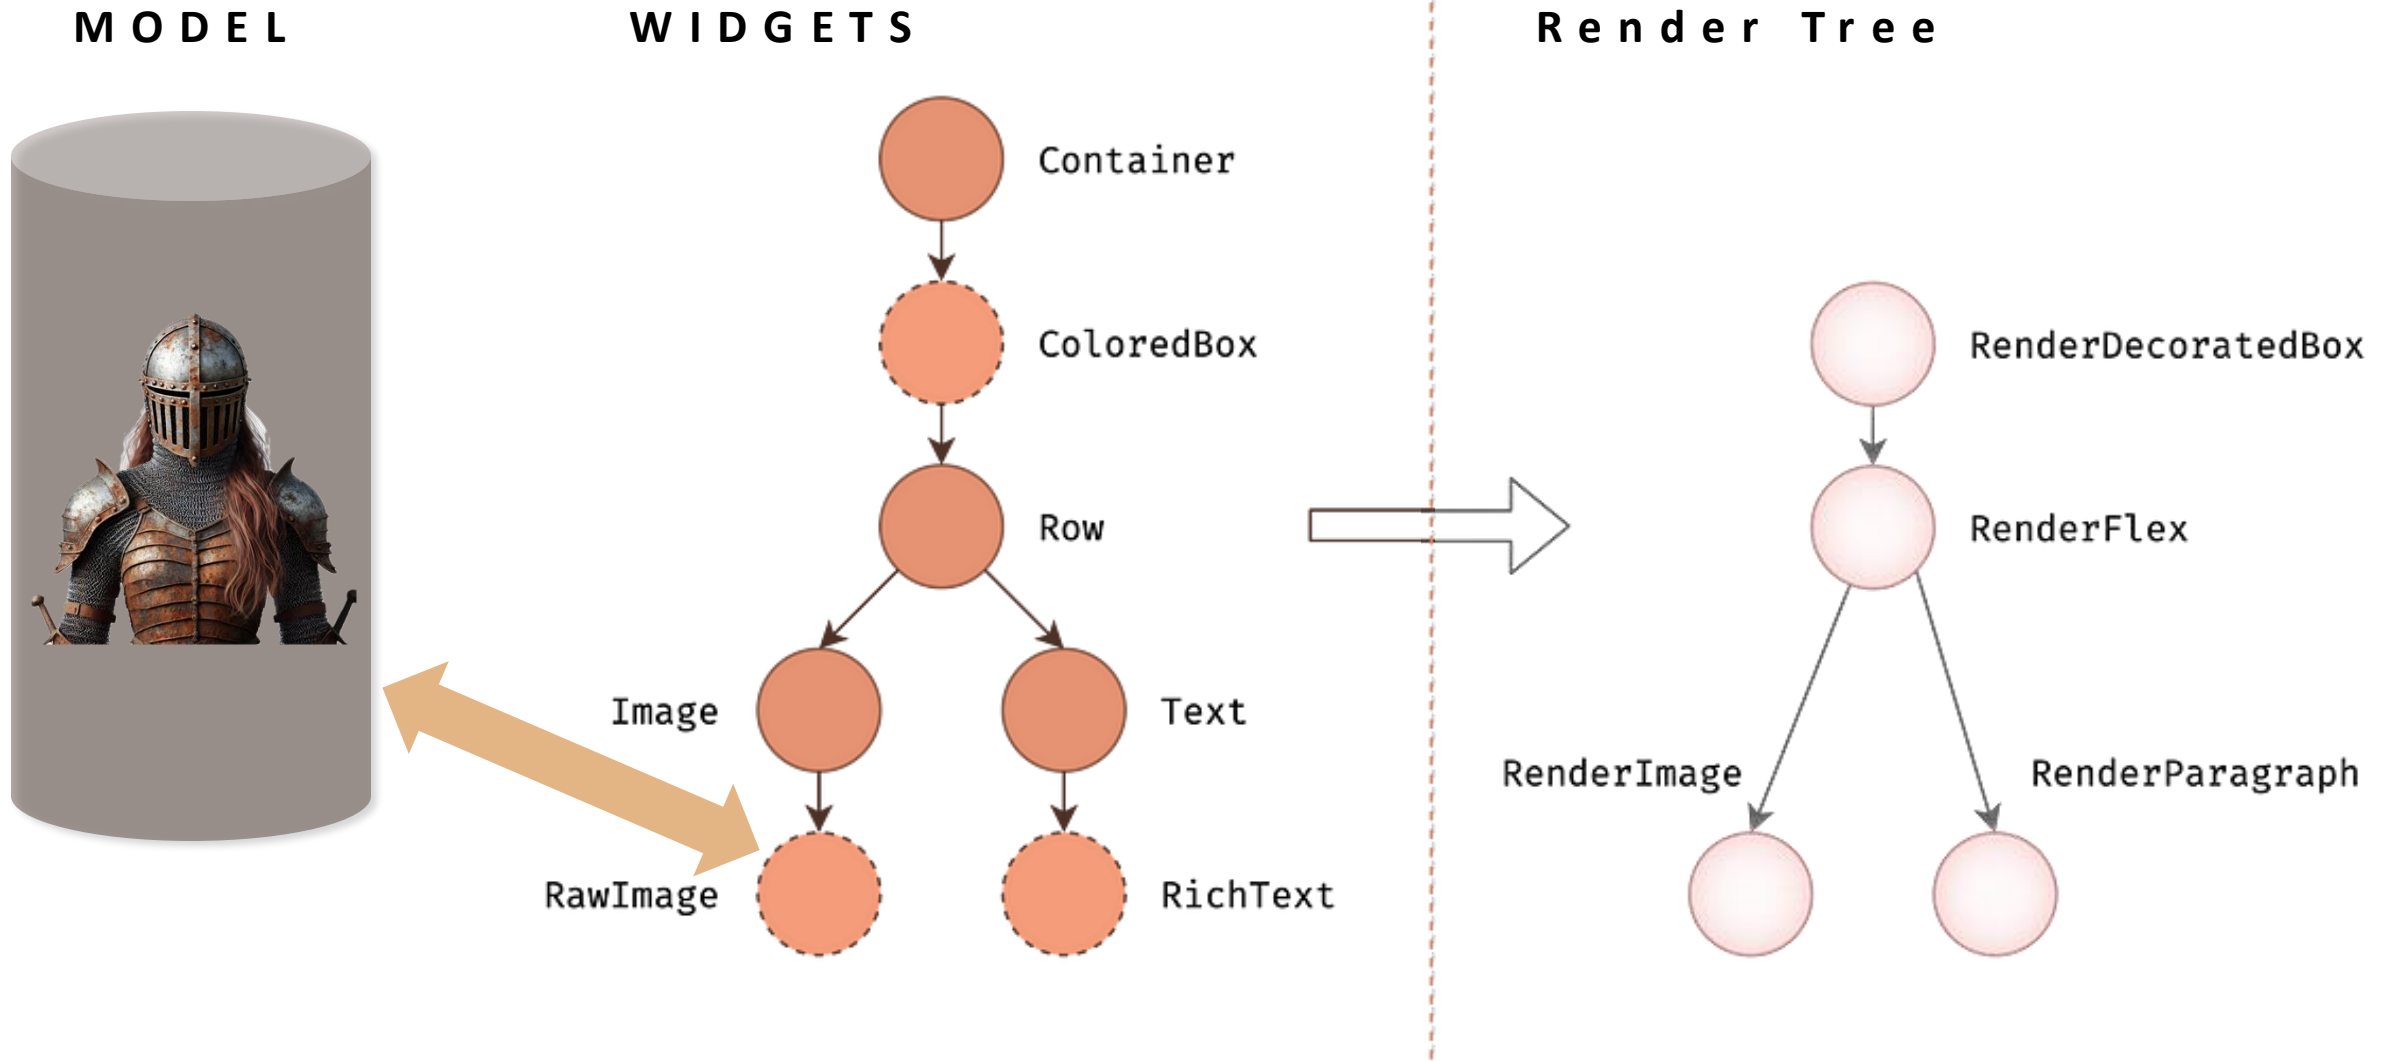 MODEL
WIDGETS
Render Tree
Container
ColoredBox
RenderDecoratedBox
Row
RenderFlex
Image
Text
RenderImage
RenderParagraph
RawImage
RichText